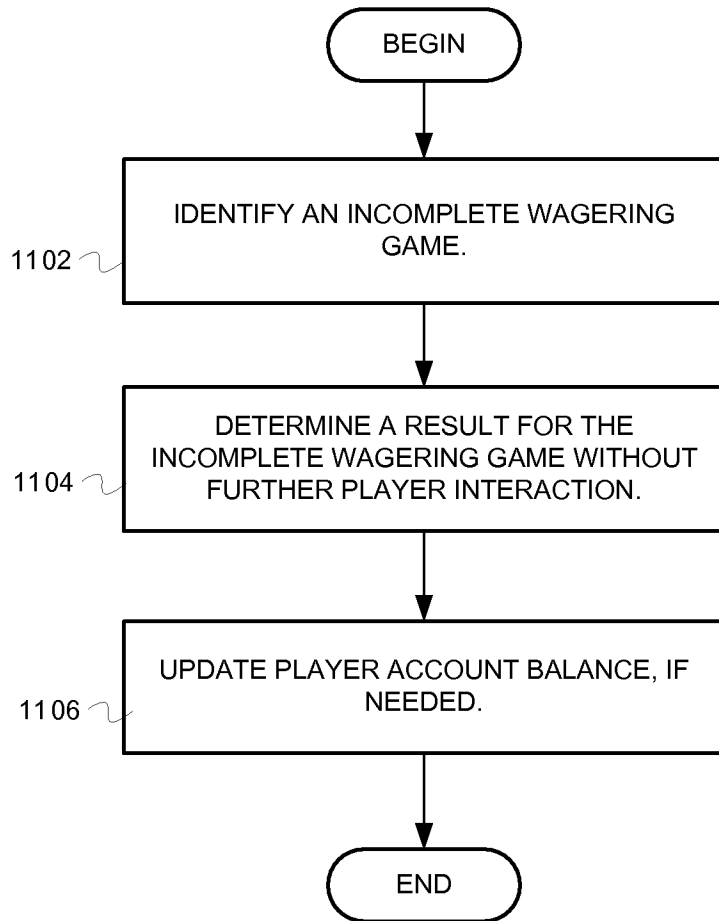 BEGIN
IDENTIFY AN INCOMPLETE WAGERING
GAME.
1102
DETERMINE A RESULT FOR THE
INCOMPLETE WAGERING GAME WITHOUT
FURTHER PLAYER INTERACTION.
1104
UPDATE PLAYER ACCOUNT BALANCE, IF
NEEDED.
1106
END